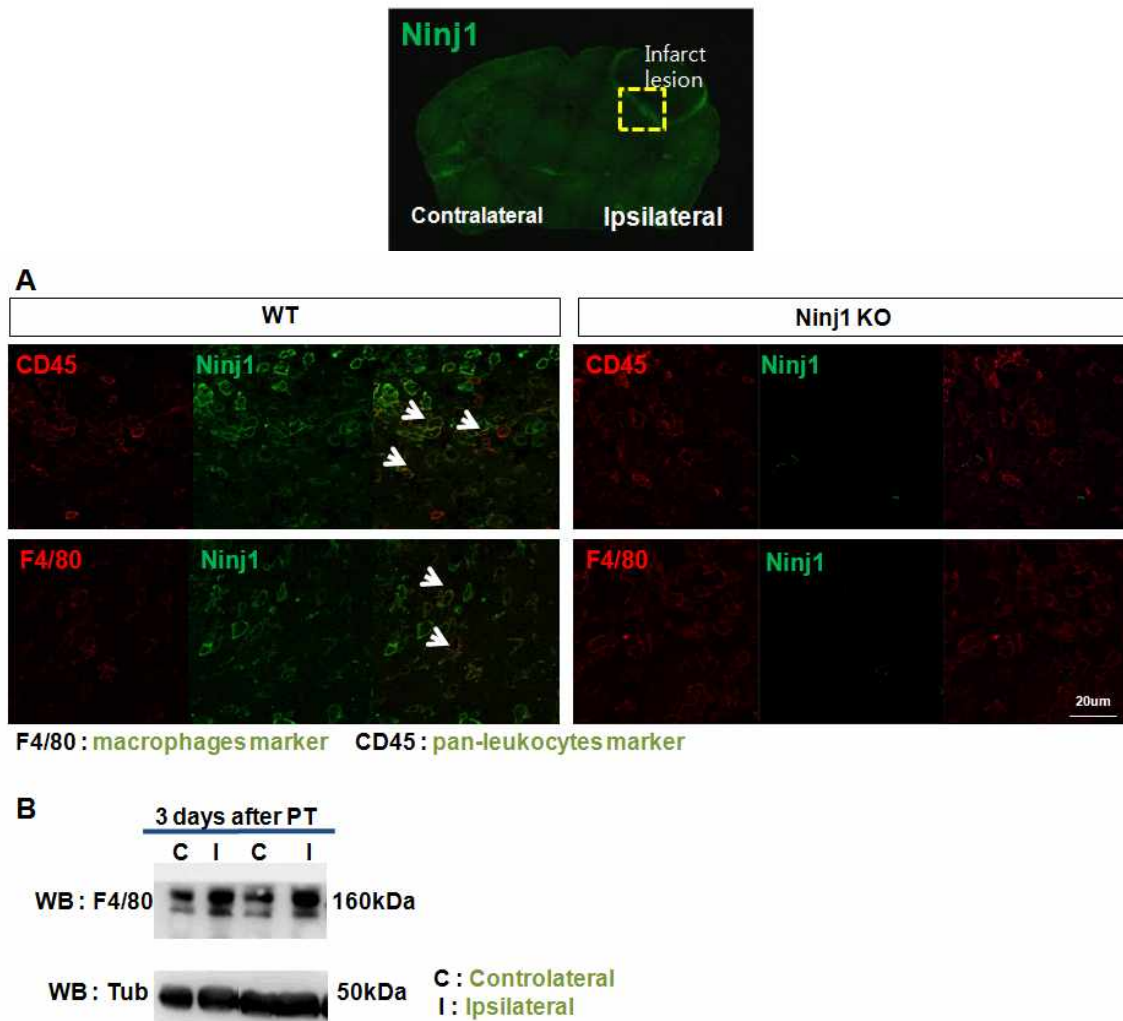 Ninj1
Infarct
lesion
Contralateral Ipsilateral
A
WT Ninj1 KO
CD45 Ninj1 CD45 Ninj1
F4/80 Ninj1 F4/80 Ninj1
20um
F4/80 : macrophages marker CD45 : pan-leukocytes marker
B
3 days after PT
C I C I
WB : F4/80 160kDa
WB : Tub 50kDa
C : Controlateral
I : Ipsilateral